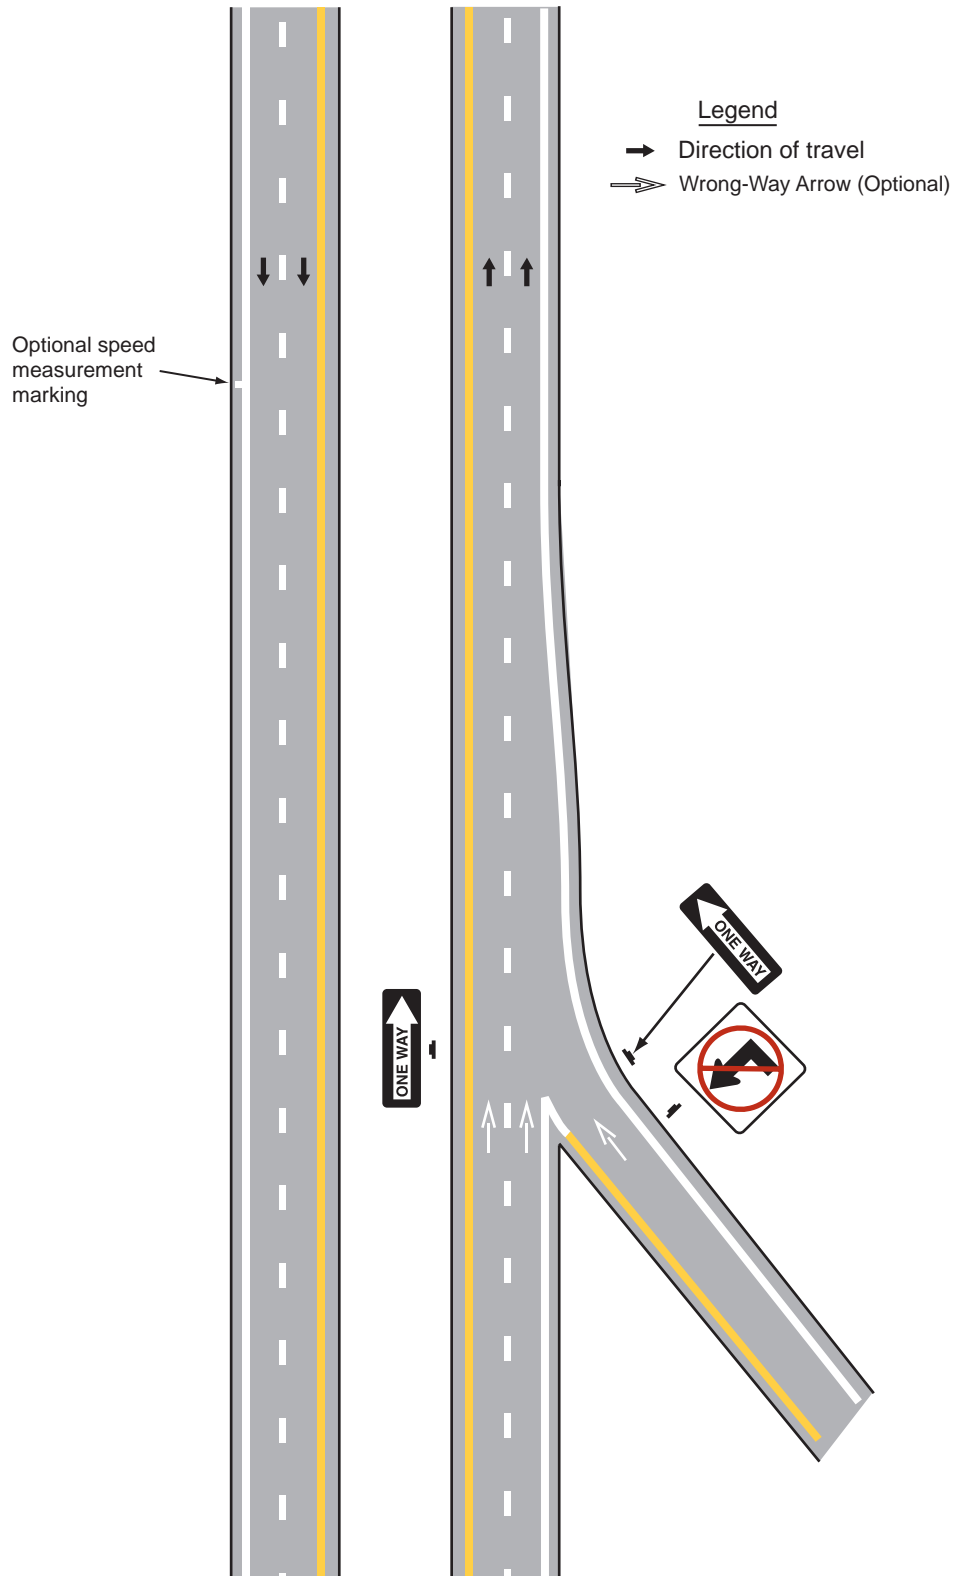 Legend
Direction of travel
Wrong-Way Arrow (Optional)
Optional speed
measurement
marking
ONE WAY
ONE WAY